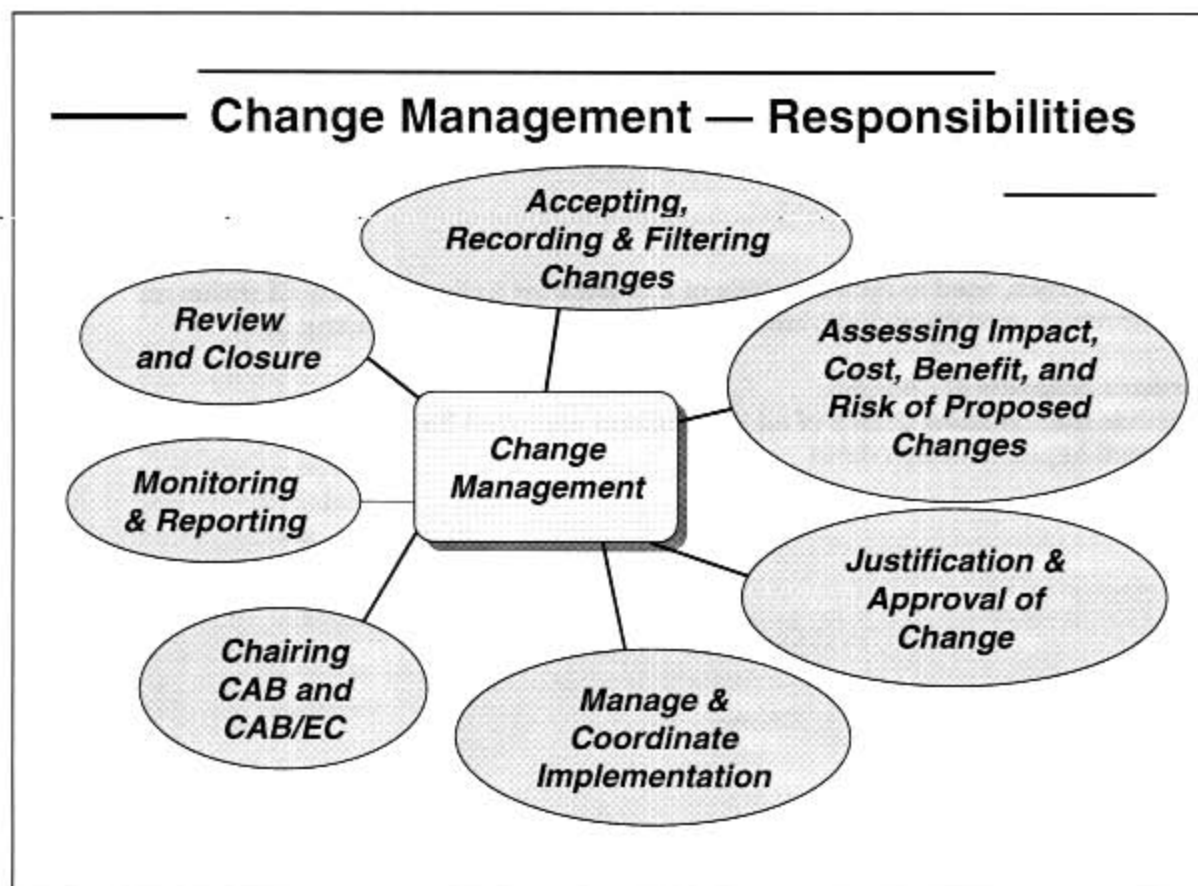 Change Management — Responsibilities
Accepting,
Recording & Filtering
Changes
Assessing Impact,
Cost, Benefit, and
Risk of Proposed
Changes
Justification &
Approval of
Change
Manage &
Coordinate
Implementation
Chairing
CAB and
CAB/EC
Monitoring
& Reporting
Review
and Closure
Change
Management